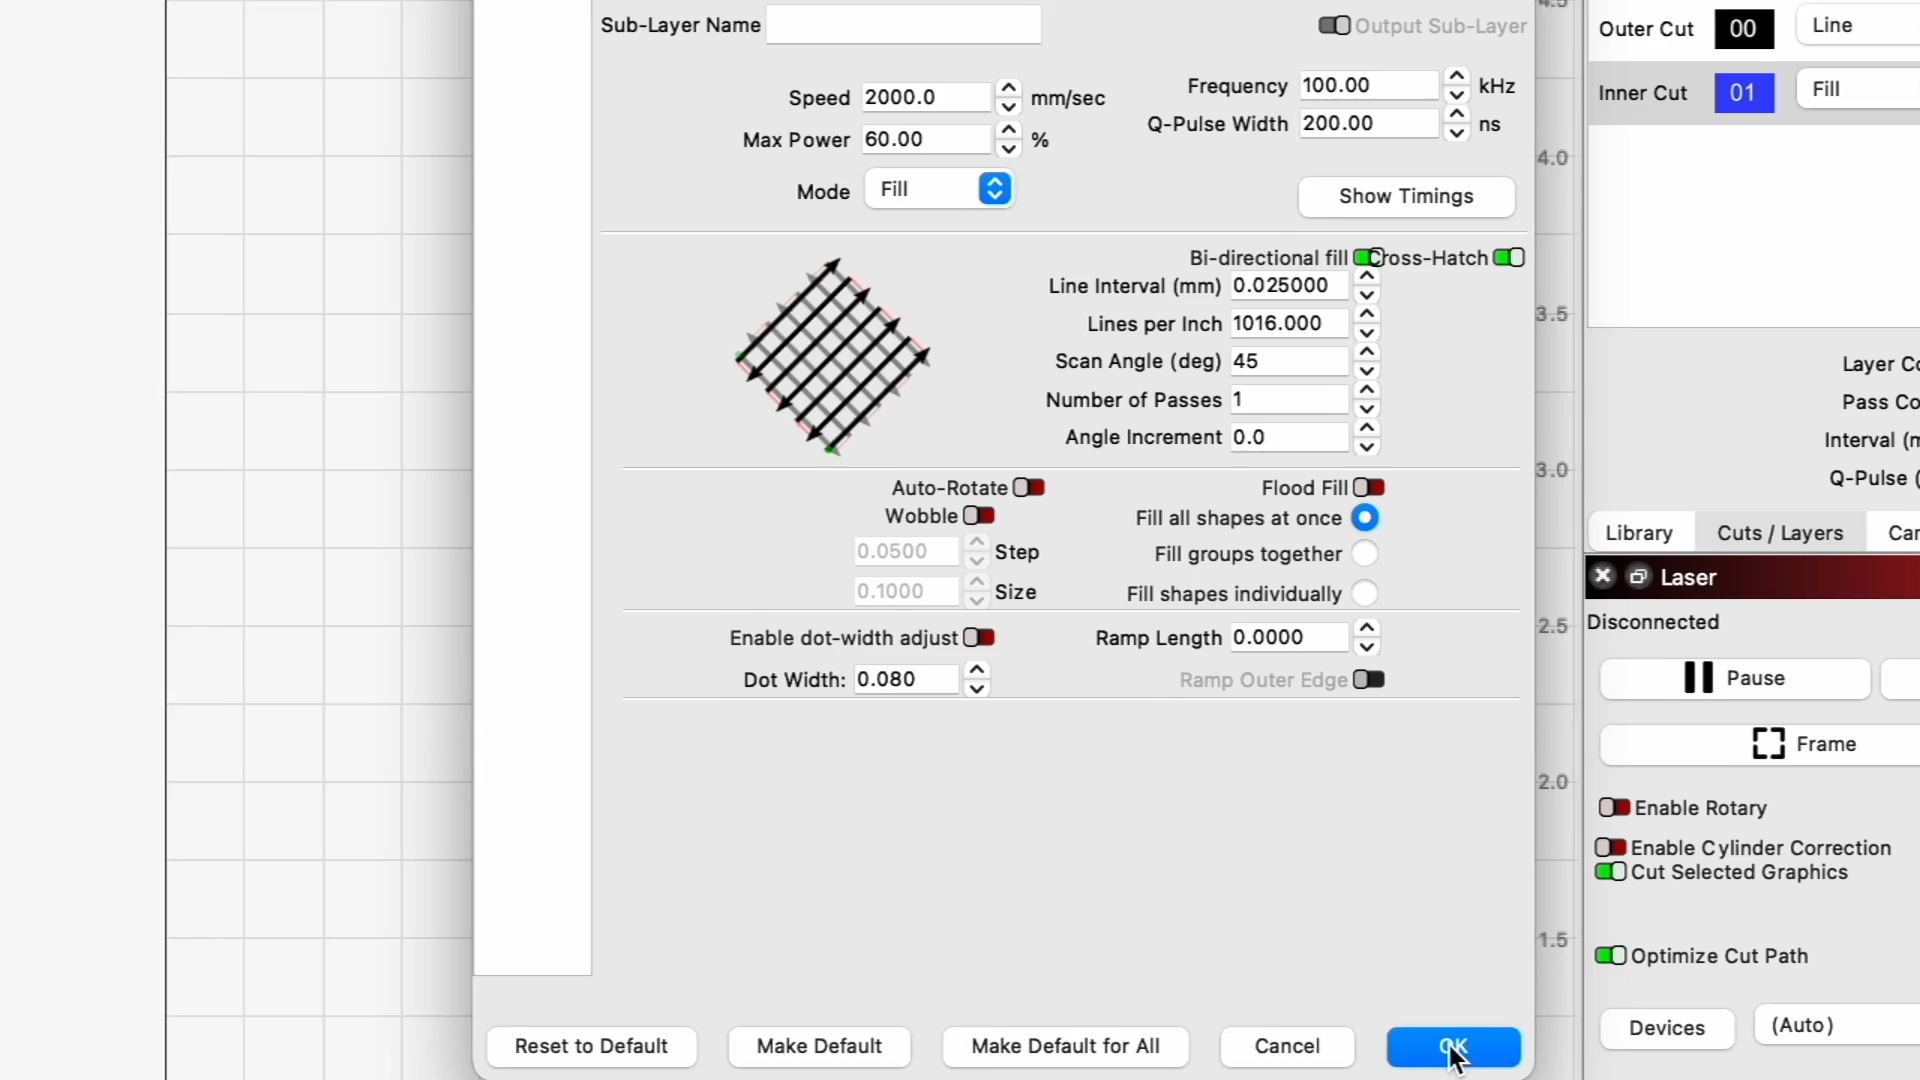 Sub-Layer Name
Output Sub-Layer
Speed 2000.0 mm/sec
Max Power 60.00 %
Mode Fill
Frequency 100.00 kHz
Q-Pulse Width 200.00 ns
Show Timings
Bi-directional fill
Cross-Hatch
Line Interval (mm) 0.025000
Lines per Inch 1016.000
Scan Angle (deg) 45
Number of Passes 1
Angle Increment 0.0
Auto-Rotate
Wobble
0.0500 Step
0.1000 Size
Flood Fill
Fill all shapes at once
Fill groups together
Fill shapes individually
Enable dot-width adjust
Dot Width: 0.080
Ramp Length 0.0000
Ramp Outer Edge
Reset to Default
Make Default
Make Default for All
Cancel
OK
4.0
3.5
3.0
2.5
2.0
1.5
Outer Cut 00 Line
Inner Cut 01 Fill
Layer Co
Pass Co
Interval (m
Q-Pulse (
Library
Cuts / Layers
Laser
Disconnected
Pause
Frame
Enable Rotary
Enable Cylinder Correction
Cut Selected Graphics
Optimize Cut Path
Devices
(Auto)